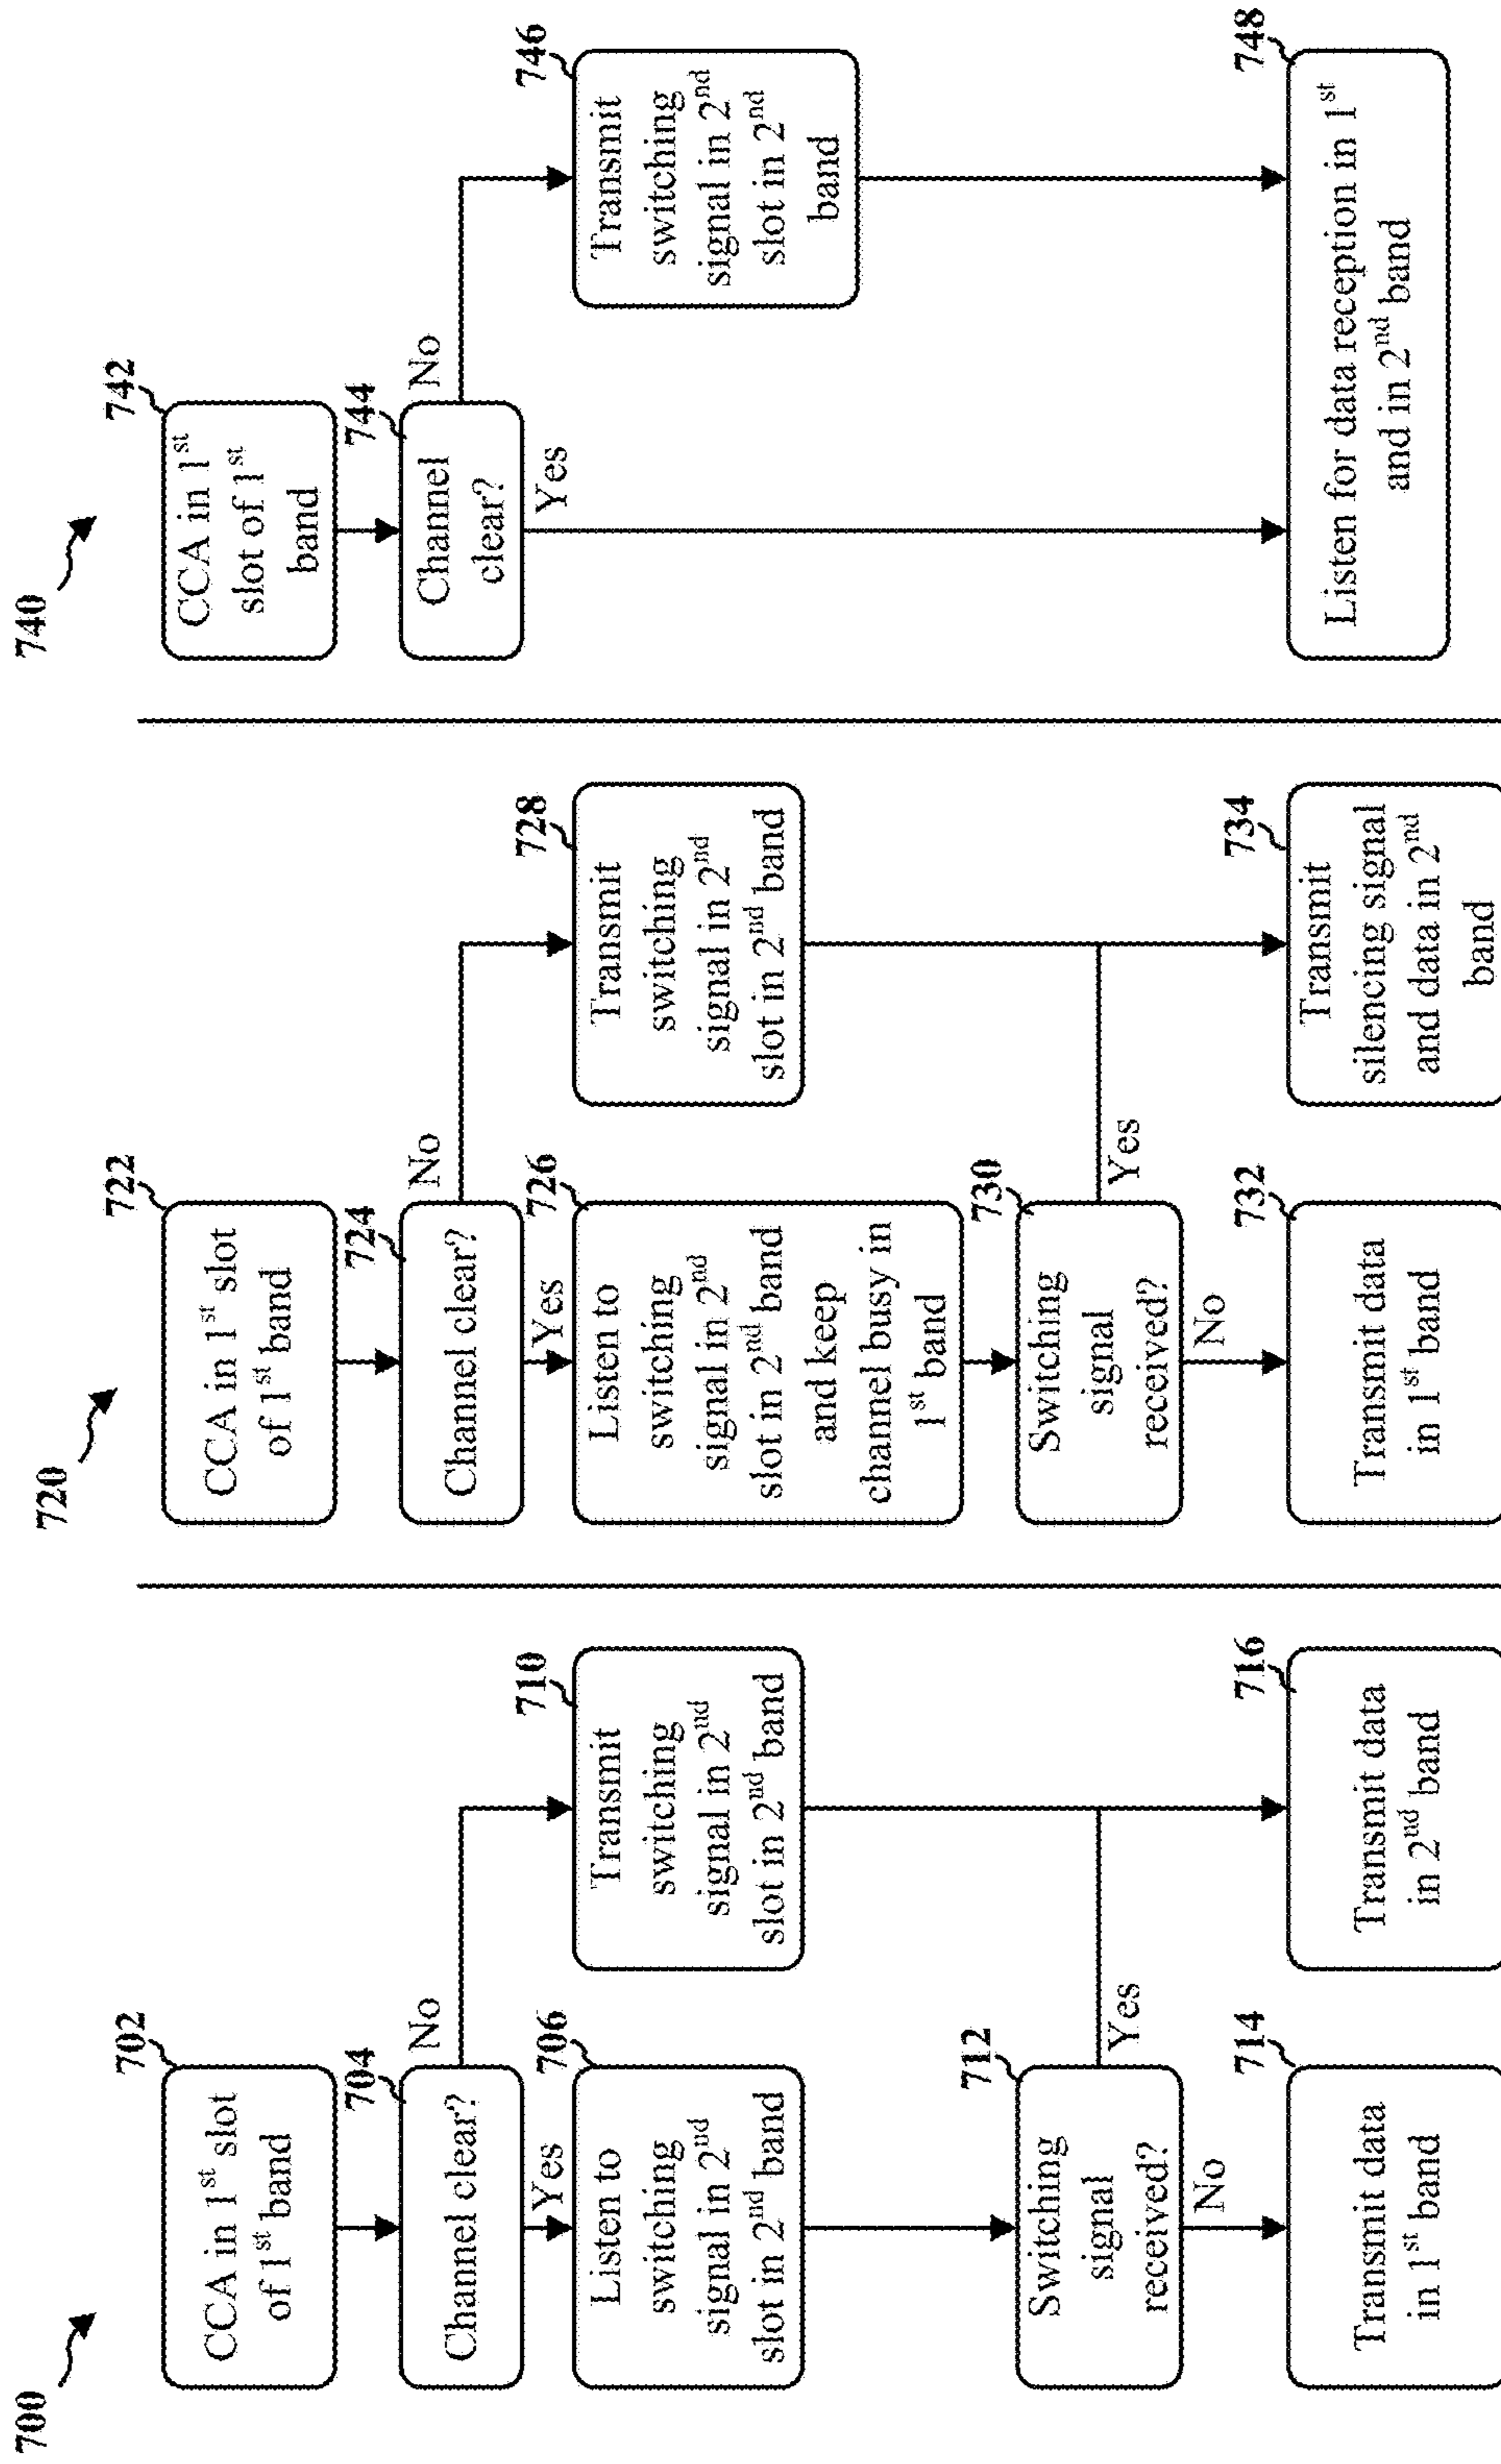 700
702
CCA in 1st slot
of 1st band
704
Channel clear?
No
Yes
706
Listen to
switching
signal in 2nd
slot in 2nd band
710
Transmit
switching
signal in 2nd
slot in 2nd band
712
Switching
signal
received?
Yes
No
714
Transmit data
in 1st band
716
Transmit data
in 2nd band
720
722
CCA in 1st slot
of 1st band
724
Channel clear?
No
Yes
726
Listen to
switching
signal in 2nd
slot in 2nd band
and keep
channel busy in
1st band
728
Transmit
switching
signal in 2nd
slot in 2nd band
730
Switching
signal
received?
Yes
No
732
Transmit data
in 1st band
734
Transmit
silencing signal
and data in 2nd
band
740
742
CCA in 1st
slot of 1st
band
744
Channel
clear?
No
Yes
746
Transmit
switching
signal in 2nd
slot in 2nd
band
748
Listen for data reception in 1st
and in 2nd band